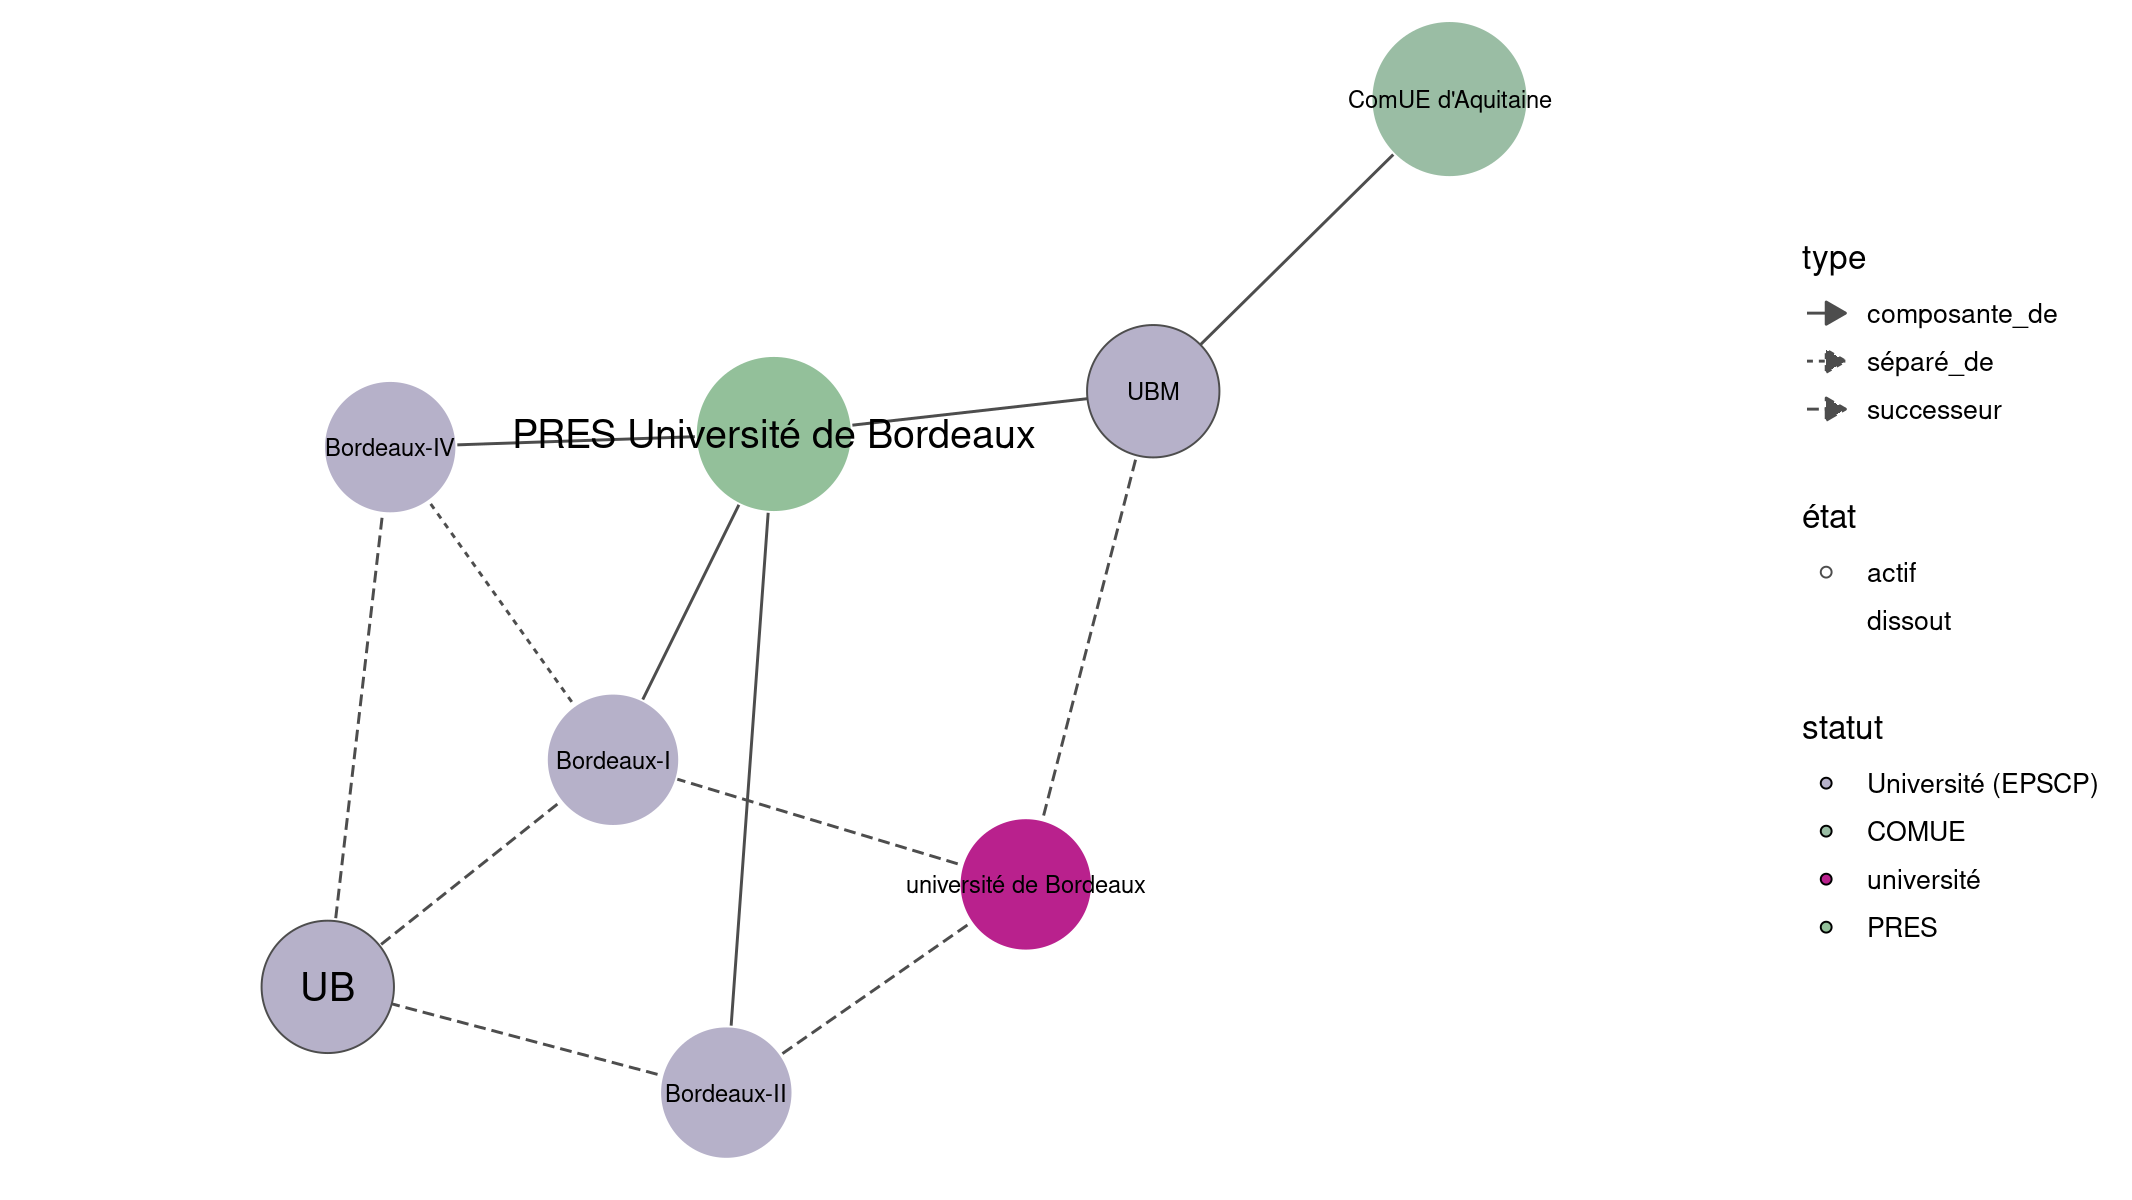 ComUE d'Aquitaine
UBM
PRES Université de Bordeaux
Bordeaux-IV
Bordeaux-I
université de Bordeaux
UB
Bordeaux-II
type
composante_de
séparé_de
successeur
état
actif
dissout
statut
Université (EPSCP)
COMUE
université
PRES